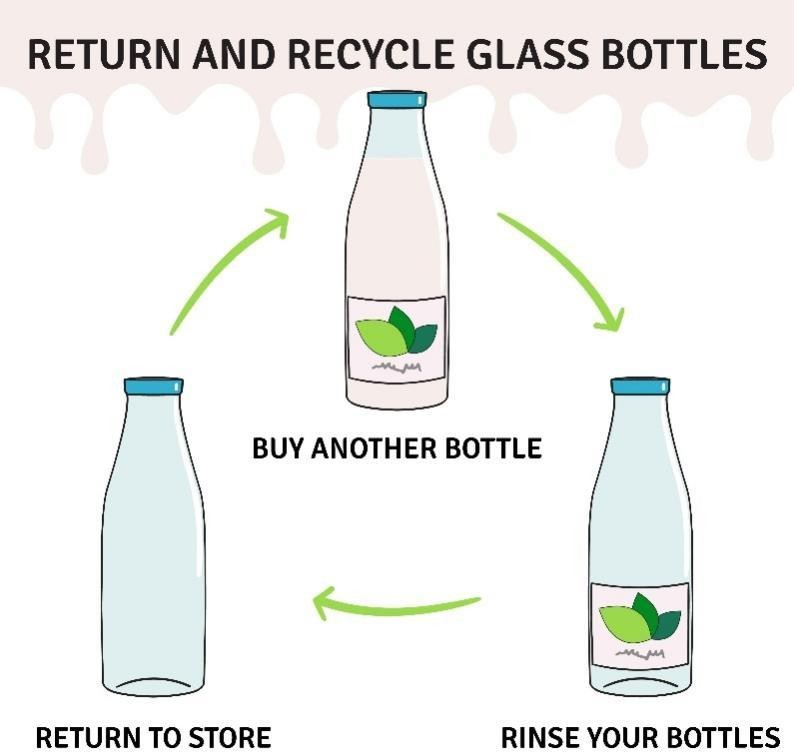 RETURN AND RECYCLE GLASS BOTTLES
BUY ANOTHER BOTTLE
RETURN TO STORE
RINSE YOUR BOTTLES